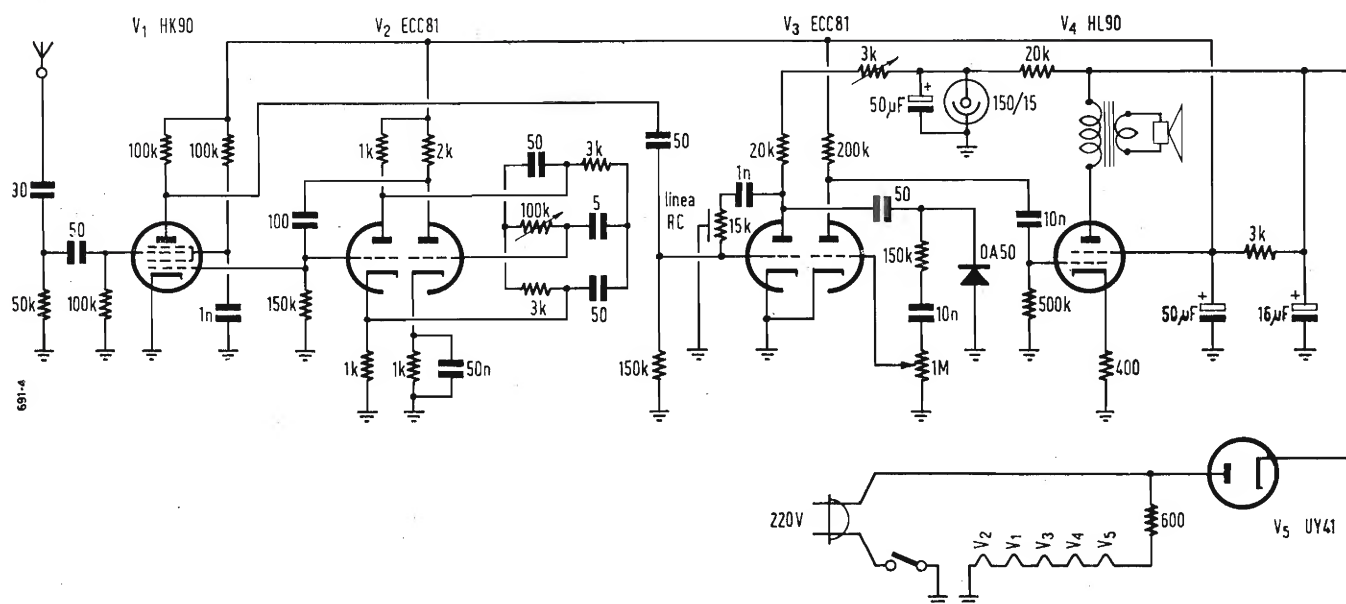 V1 HK90
V2 ECC81
V3 ECC81
V4 HL90
3k
20k
50µF
+
150/15
100k
100k
1k
2k
50
3k
50
20k
200k
30
50
100
100k
5
linea
RC
1n
15k
50
10n
150k
OA50
3k
50k
100k
1n
150k
3k
50
10n
500k
50µF
+
16µF
+
1k
1k
50n
150k
1M
400
691-A
220V
600
V2
V1
V3
V4
V5
V5 UY41